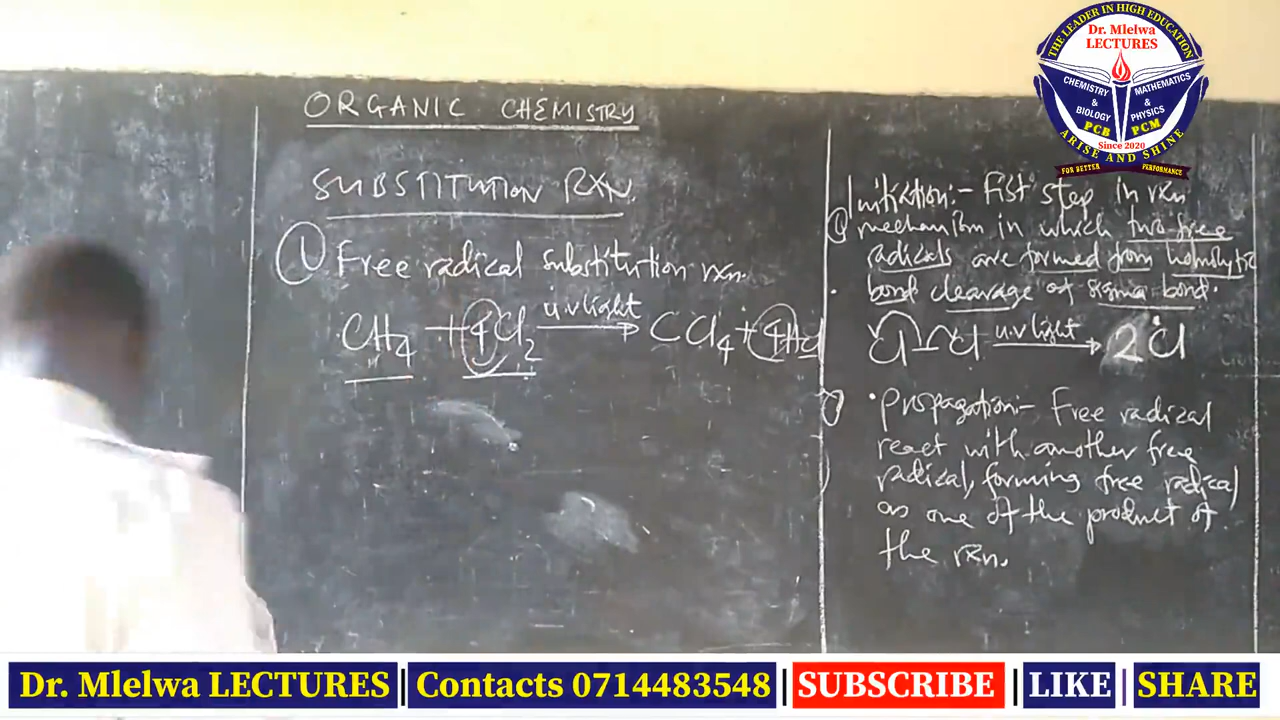 THE LEADER IN HIGH EDUCATION
Dr. Mlelwa
LECTURES
CHEMISTRY
&
BIOLOGY
PCB
MATHEMATICS
&
PHYSICS
PCM
Since 2020
ARISE AND SHINE
FOR BETTER PERFORMANCE
ORGANIC CHEMISTRY
SUBSTITUTION RXN.
1 Free radical substitution rxn.
CH4 + 4Cl2 u.v light → CCl4 + 4HCl
Initiation:- First step in rxn
mechanism in which two free
radicals are formed from homolytic
bond cleavage of sigma bond.
Cl-Cl u.v light → 2Cl
• Propagation:- Free radical
react with another free
radical, forming free radical
as one of the product of
the rxn.
Dr. Mlelwa LECTURES | Contacts 0714483548 | SUBSCRIBE | LIKE | SHARE